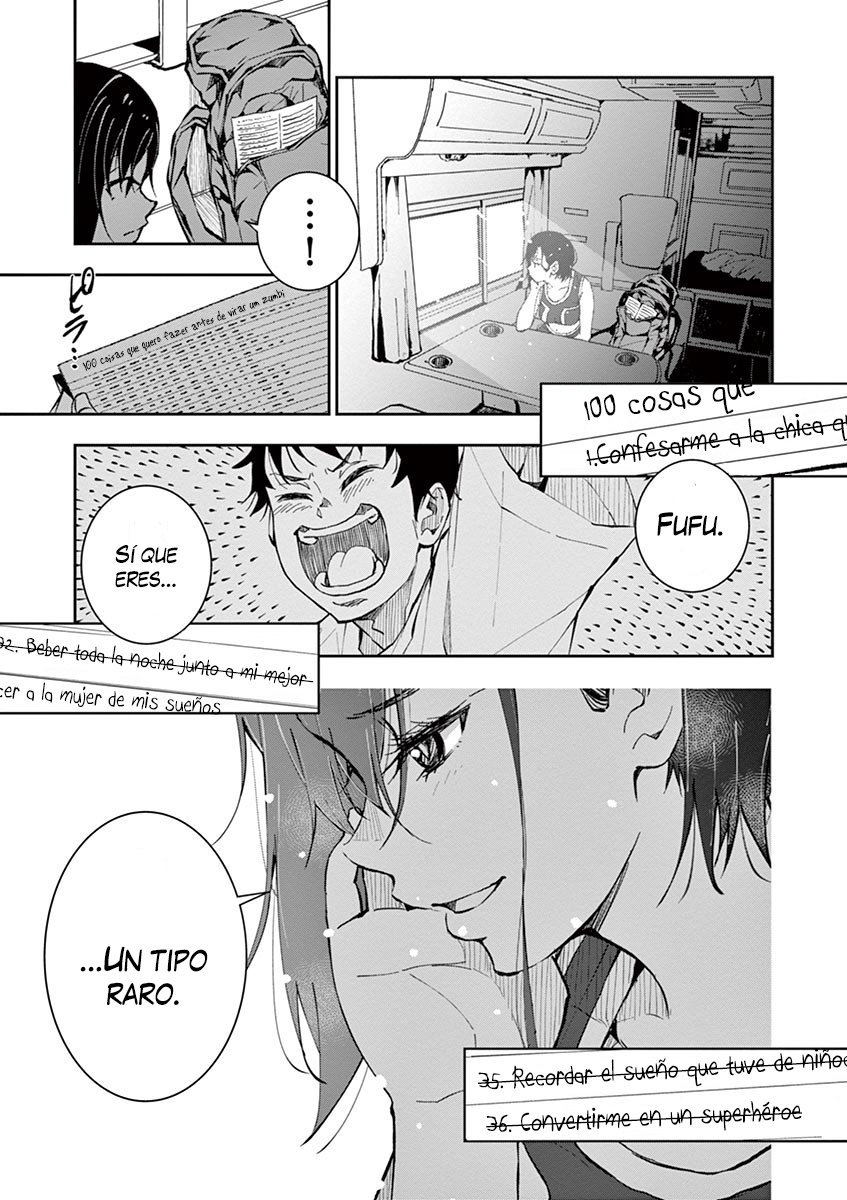 ...!
ピラ...
100 coisas que quero fazer antes de virar um zumbi
100 cosas que
1.Confesarme a la chica q
FUFU.
SÍ QUE
ERES...
Beber toda la noche junto a mi mejor
cer a la mujer de mis sueños
...UN TIPO
RARO.
35. Recordar el sueño que tuve de niño
36. Convertirme en un superhéroe